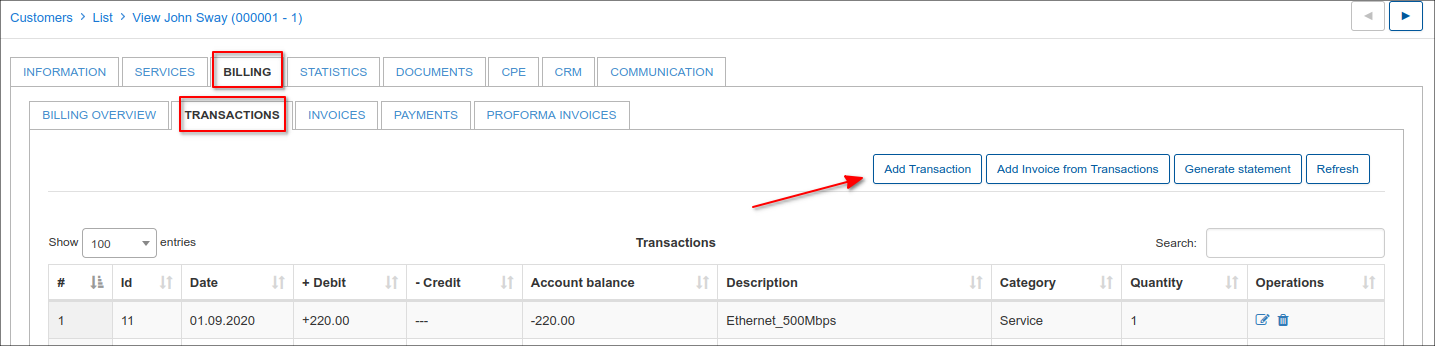 Customers > List > View John Sway (000001 - 1)
INFORMATION SERVICES BILLING STATISTICS DOCUMENTS CPE CRM COMMUNICATION
BILLING OVERVIEW TRANSACTIONS INVOICES PAYMENTS PROFORMA INVOICES
Add Transaction Add Invoice from Transactions Generate statement Refresh
Show 100 entries Transactions Search:
# Id Date + Debit - Credit Account balance Description Category Quantity Operations
1 11 01.09.2020 +220.00 --- -220.00 Ethernet_500Mbps Service 1